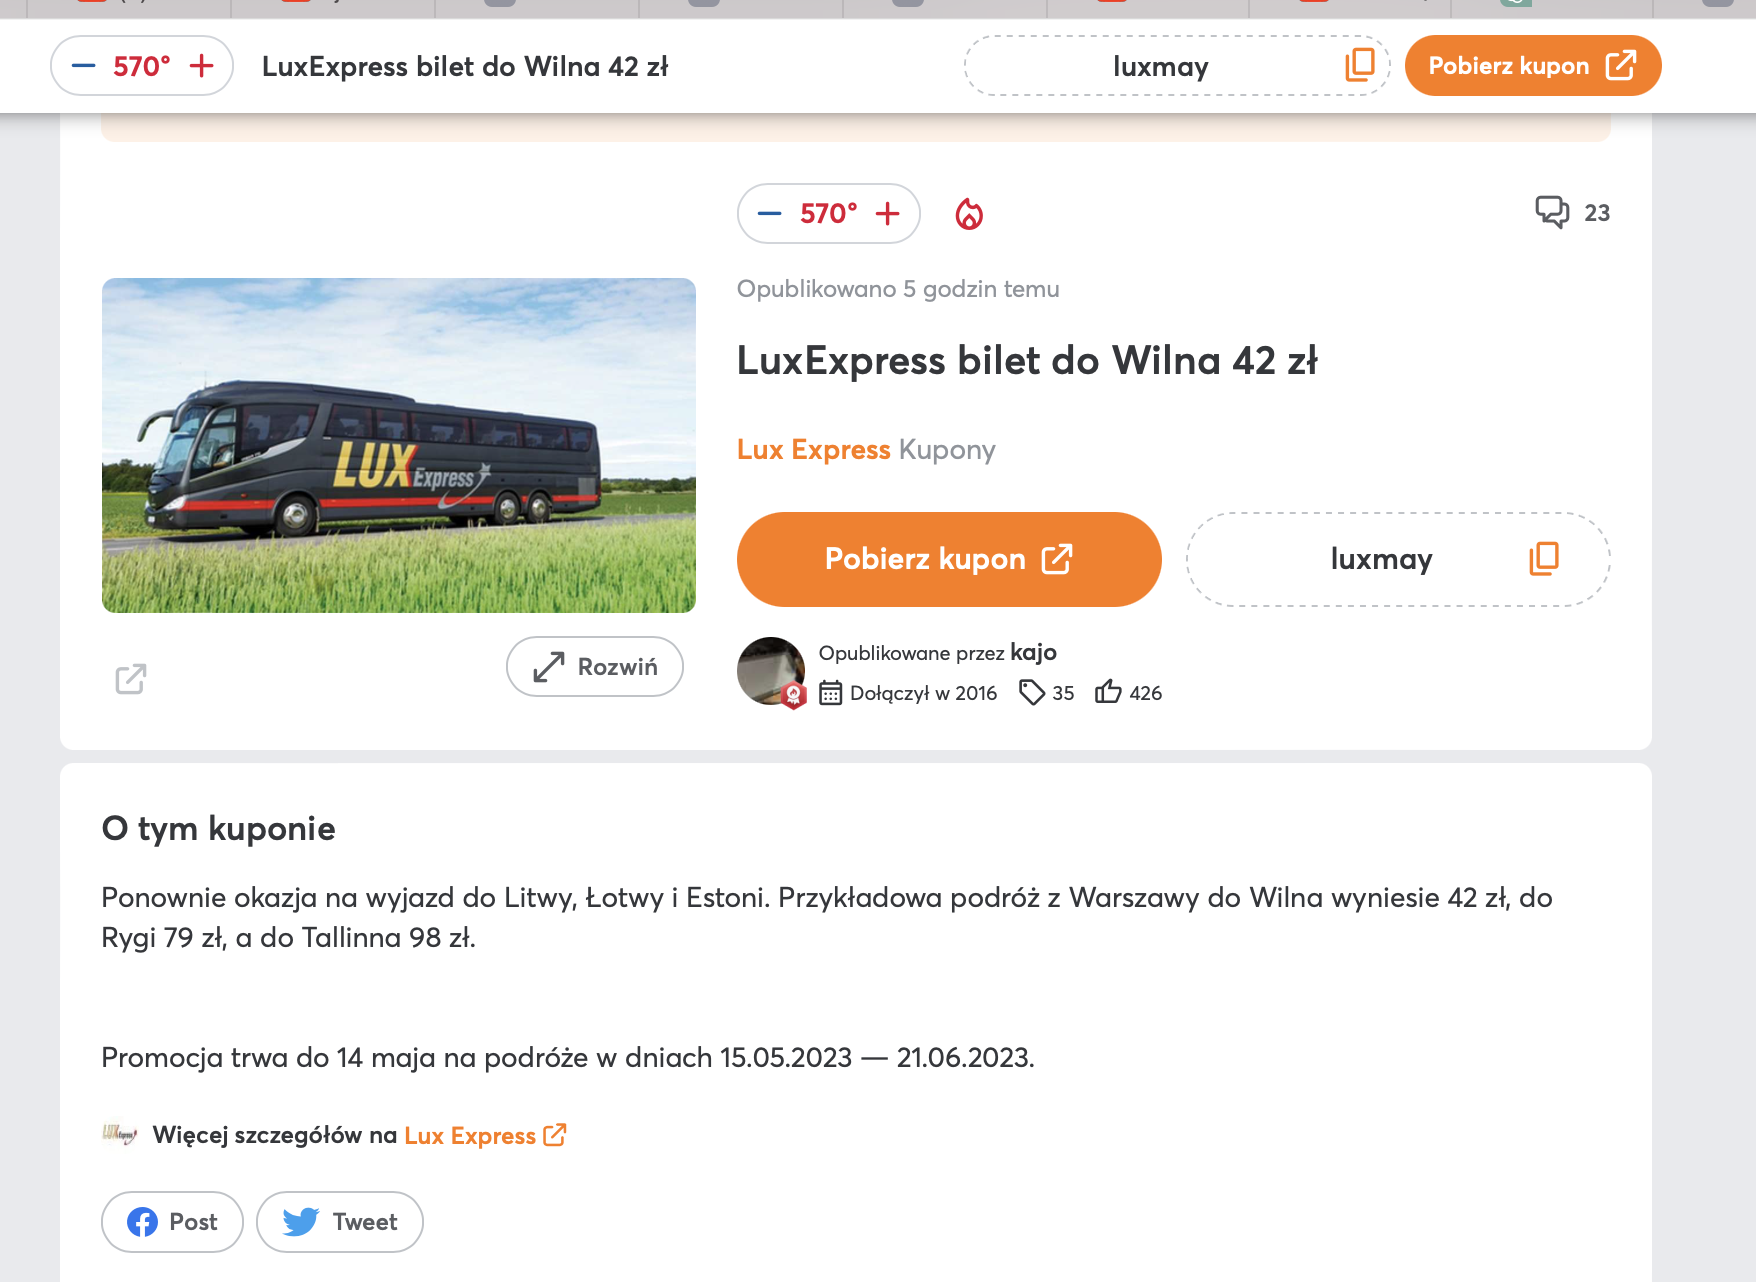 570°
LuxExpress bilet do Wilna 42 zł
luxmay
Pobierz kupon
570°
23
Opublikowano 5 godzin temu
LuxExpress bilet do Wilna 42 zł
Lux Express Kupony
LUX Express
Pobierz kupon
luxmay
Rozwiń
Opublikowane przez kajo
Dołączył w 2016 35 426
O tym kuponie
Ponownie okazja na wyjazd do Litwy, Łotwy i Estoni. Przykładowa podróż z Warszawy do Wilna wyniesie 42 zł, do
Rygi 79 zł, a do Tallinna 98 zł.
Promocja trwa do 14 maja na podróże w dniach 15.05.2023 — 21.06.2023.
LUX Express
Więcej szczegółów na Lux Express
Post
Tweet